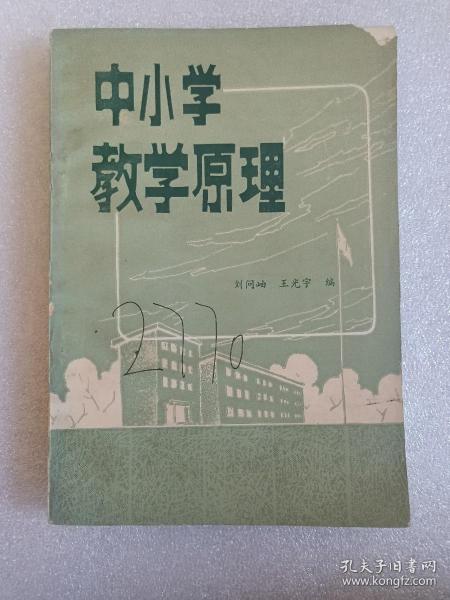 中小学
教学原理
刘问岫 王光宇 编
2770
孔夫子旧书网
www.kongfz.com